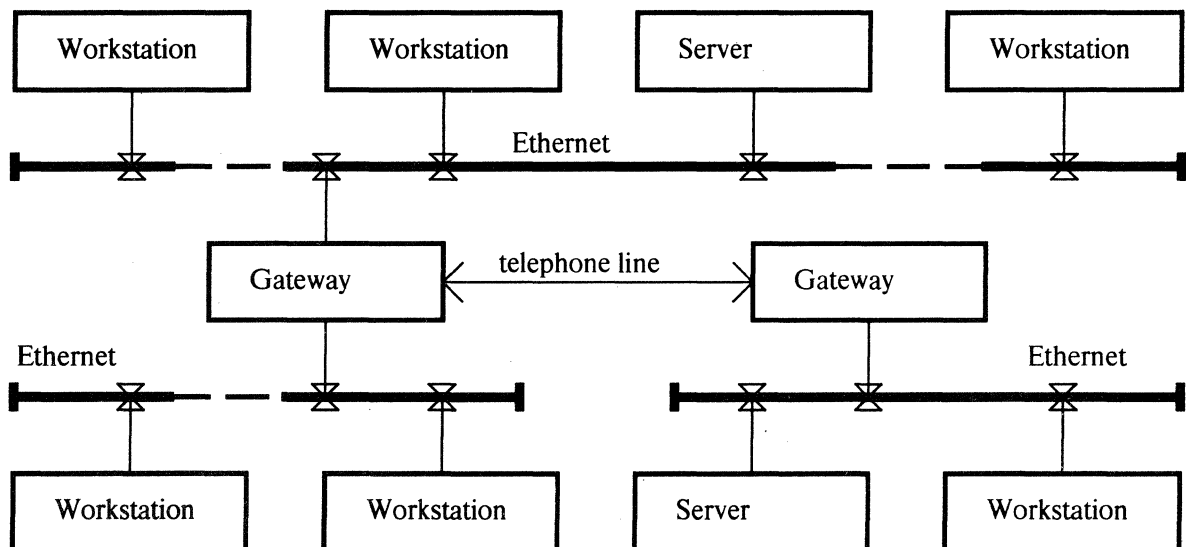 Workstation Workstation Server Workstation
Ethernet
Gateway telephone line Gateway
Ethernet Ethernet
Workstation Workstation Server Workstation